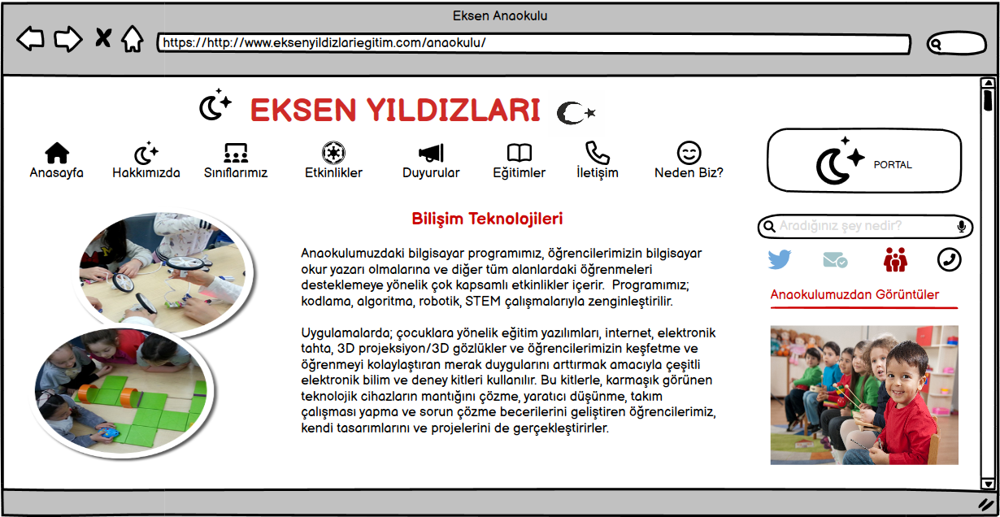 Eksen Anaokulu
https://http://www.eksenyildizlariegitim.com/anaokulu/
EKSEN YILDIZLARI
Anasayfa
Hakkımızda
Sınıflarımız
Etkinlikler
Duyurular
Eğitimler
İletişim
Neden Biz?
PORTAL
Aradığınız şey nedir?
Anaokulumuzdan Görüntüler
Bilişim Teknolojileri
Anaokulumuzdaki bilgisayar programımız, öğrencilerimizin bilgisayar
okur yazarı olmalarına ve diğer tüm alanlardaki öğrenmeleri
desteklemeye yönelik çok kapsamlı etkinlikler içerir. Programımız;
kodlama, algoritma, robotik, STEM çalışmalarıyla zenginleştirilir.
Uygulamalarda; çocuklara yönelik eğitim yazılımları, internet, elektronik
tahta, 3D projeksiyon/3D gözlükler ve öğrencilerimizin keşfetme ve
öğrenmeyi kolaylaştıran merak duygularını arttırmak amacıyla çeşitli
elektronik bilim ve deney kitleri kullanılır. Bu kitlerle, karmaşık görünen
teknolojik cihazların mantığını çözme, yaratıcı düşünme, takım
çalışması yapma ve sorun çözme becerilerini geliştiren öğrencilerimiz,
kendi tasarımlarını ve projelerini de gerçekleştirirler.